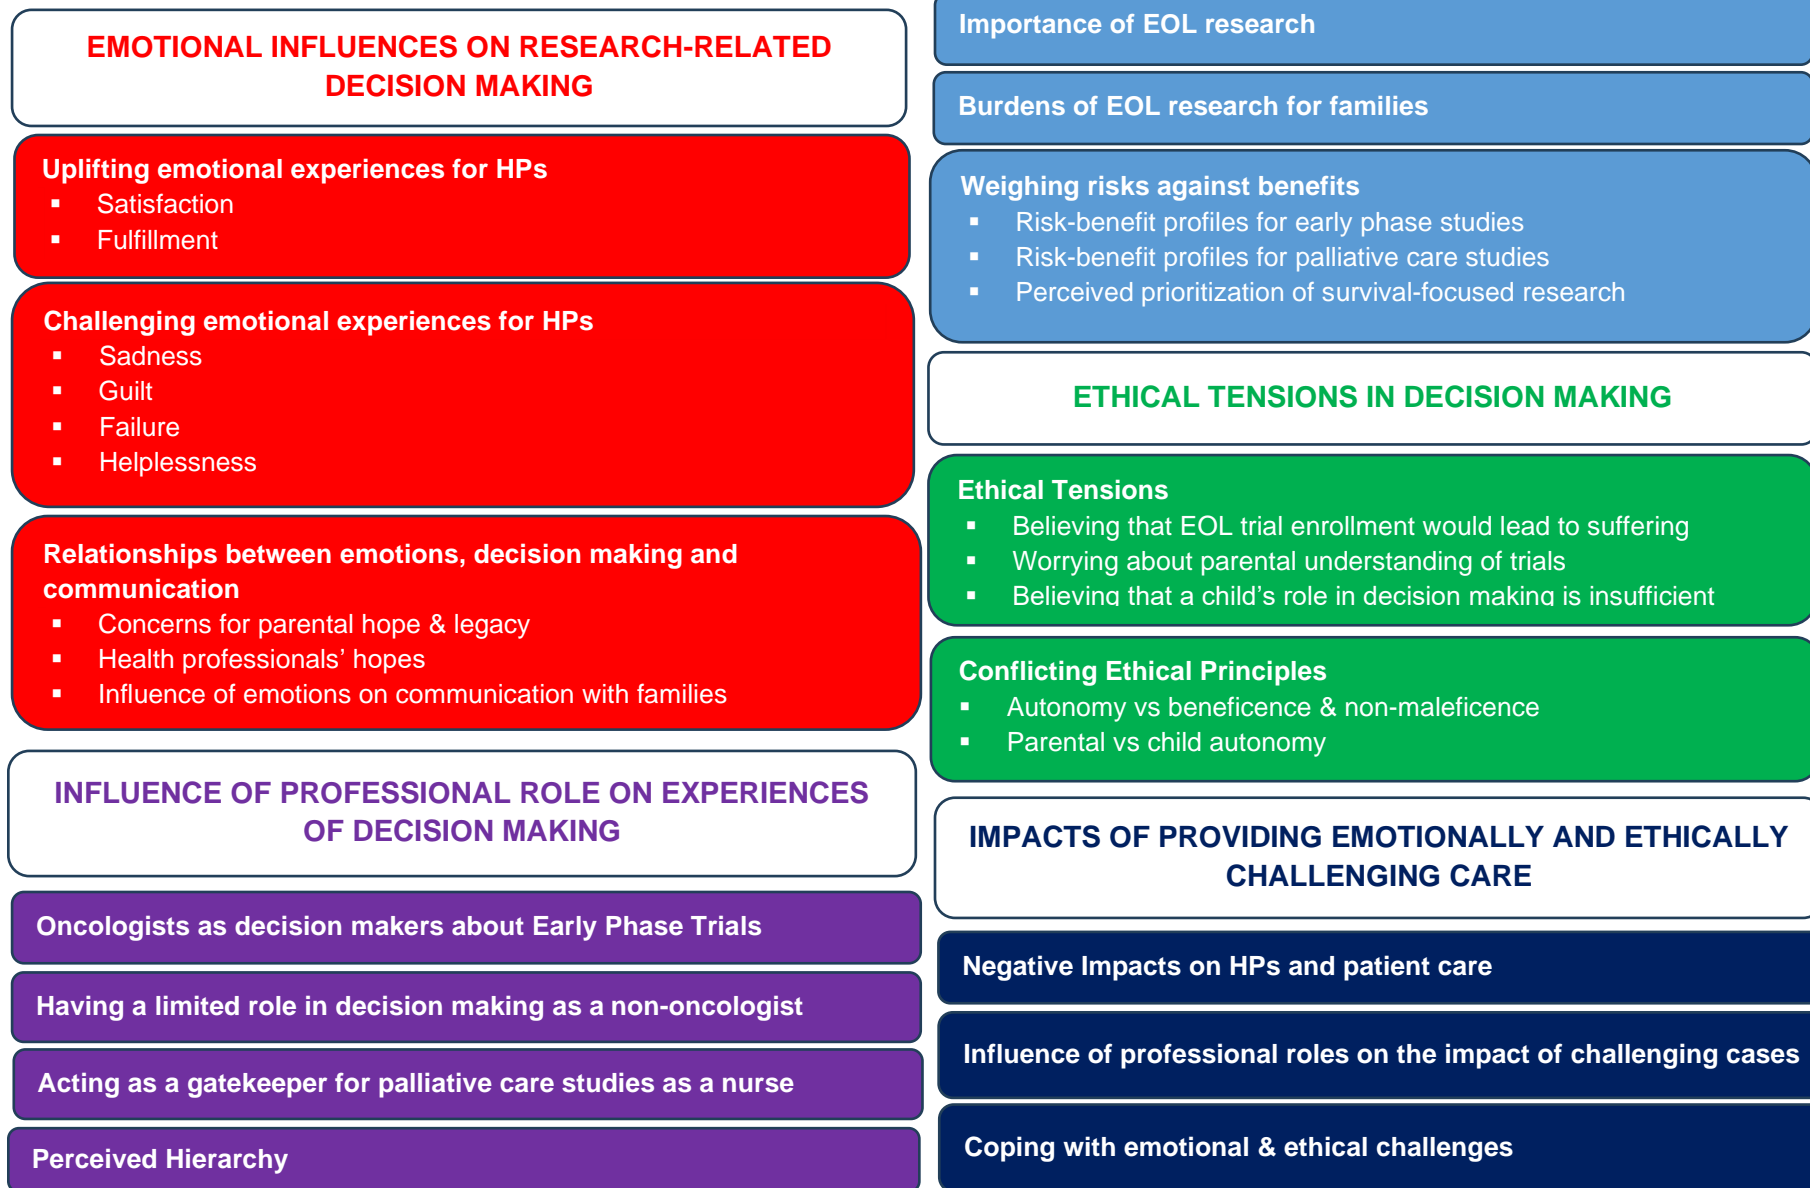 EMOTIONAL INFLUENCES ON RESEARCH-RELATED
DECISION MAKING
Uplifting emotional experiences for HPs
▪ Satisfaction
▪ Fulfillment
Challenging emotional experiences for HPs
▪ Sadness
▪ Guilt
▪ Failure
▪ Helplessness
Relationships between emotions, decision making and
communication
▪ Concerns for parental hope & legacy
▪ Health professionals’ hopes
▪ Influence of emotions on communication with families
INFLUENCE OF PROFESSIONAL ROLE ON EXPERIENCES
OF DECISION MAKING
Oncologists as decision makers about Early Phase Trials
Having a limited role in decision making as a non-oncologist
Acting as a gatekeeper for palliative care studies as a nurse
Perceived Hierarchy
Importance of EOL research
Burdens of EOL research for families
Weighing risks against benefits
▪ Risk-benefit profiles for early phase studies
▪ Risk-benefit profiles for palliative care studies
▪ Perceived prioritization of survival-focused research
ETHICAL TENSIONS IN DECISION MAKING
Ethical Tensions
▪ Believing that EOL trial enrollment would lead to suffering
▪ Worrying about parental understanding of trials
▪ Believing that a child’s role in decision making is insufficient
Conflicting Ethical Principles
▪ Autonomy vs beneficence & non-maleficence
▪ Parental vs child autonomy
IMPACTS OF PROVIDING EMOTIONALLY AND ETHICALLY
CHALLENGING CARE
Negative Impacts on HPs and patient care
Influence of professional roles on the impact of challenging cases
Coping with emotional & ethical challenges